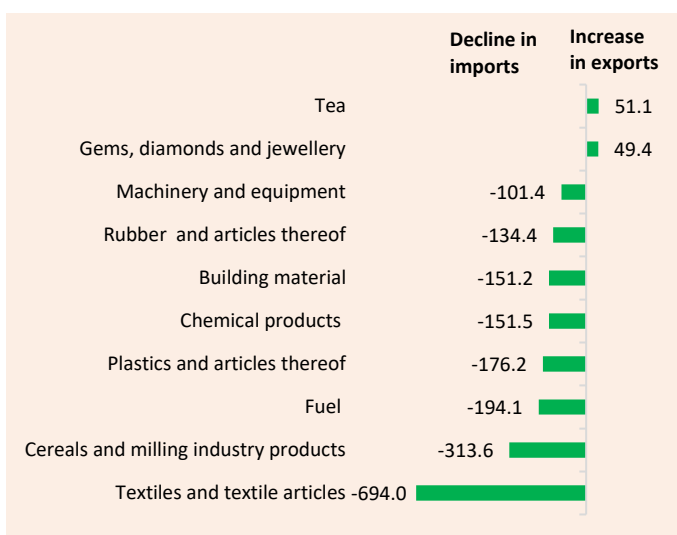 Decline in
imports
Increase
in exports
Tea 51.1
Gems, diamonds and jewellery 49.4
Machinery and equipment -101.4
Rubber and articles thereof -134.4
Building material -151.2
Chemical products -151.5
Plastics and articles thereof -176.2
Fuel -194.1
Cereals and milling industry products -313.6
Textiles and textile articles -694.0